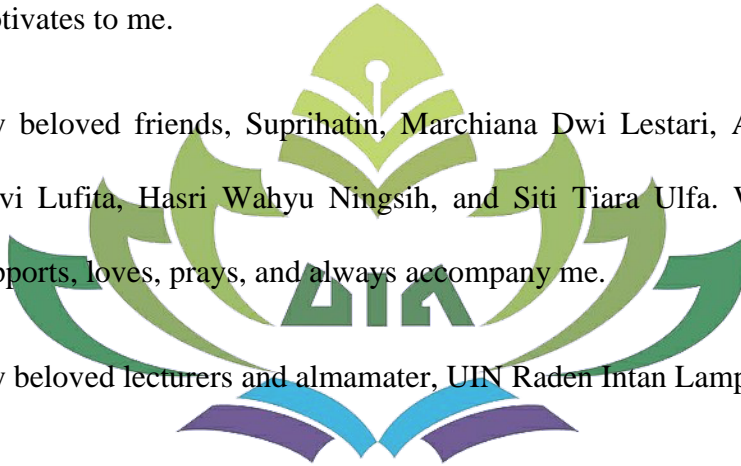 otivates to me.
y beloved friends, Suprihatin, Marchiana Dwi Lestari, A
vi Lufita, Hasri Wahyu Ningsih, and Siti Tiara Ulfa. W
pports, loves, prays, and always accompany me.
y beloved lecturers and almamater, UIN Raden Intan Lamp